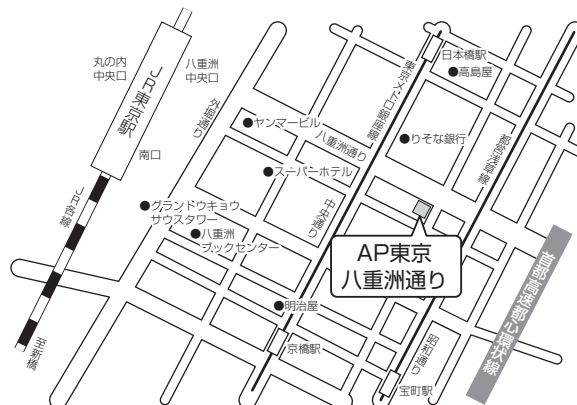 丸の内
中央口
八重洲
中央口
JR東京駅
南口
外堀通り
ヤンマービル
八重洲通り
スーパーホテル
東京メトロ銀座線
日本橋駅
高島屋
りそな銀行
都営浅草線
JR各線
グランドウキョウ
サウスタワー
八重洲
ブックセンター
中央通り
AP東京
八重洲通り
明治屋
京橋駅
昭和通り
宝町駅
首都高速都心環状線
至新橋